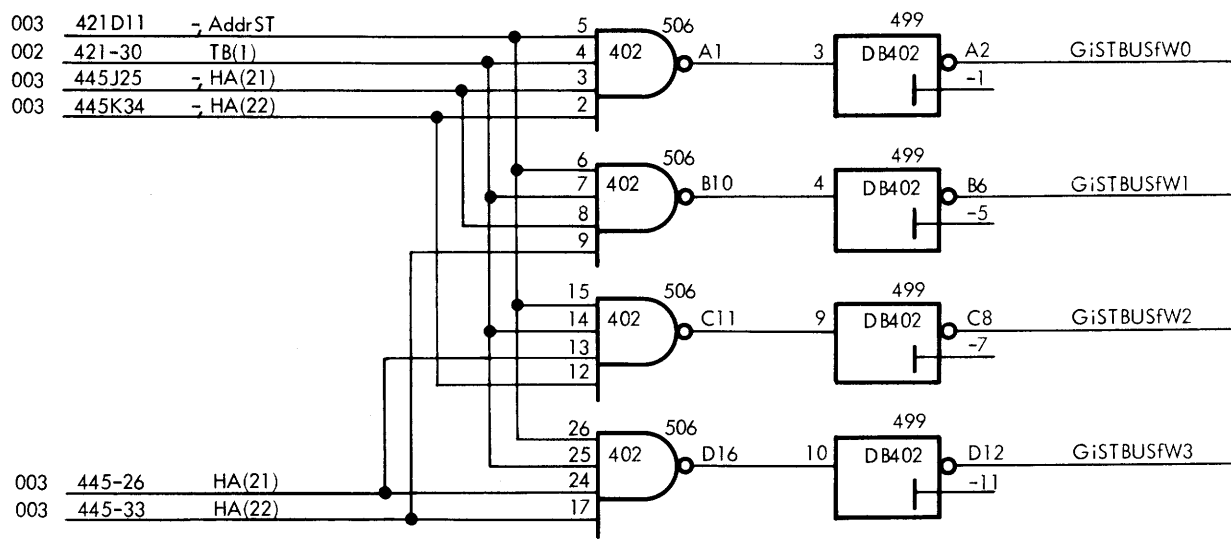 003 421D11 ¬, AddrST 5 506 499
002 421-30 TB(1) 4 402 A1 3 DB402 A2 GiSTBUSfW0
003 445J25 ¬, HA(21) 3 -1
003 445K34 ¬, HA(22) 2
6 506 499
7 402 B10 4 DB402 B6 GiSTBUSfW1
8 -5
9
15 506 499
14 402 C11 9 DB402 C8 GiSTBUSfW2
13 -7
12
26 506 499
25 402 D16 10 DB402 D12 GiSTBUSfW3
003 445-26 HA(21) 24 -11
003 445-33 HA(22) 17